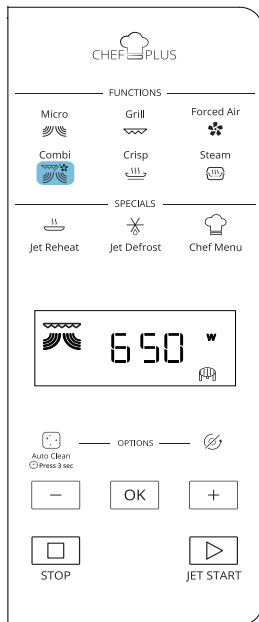 CHEF PLUS
FUNCTIONS
Micro Grill Forced Air
Combi Crisp Steam
SPECIALS
Jet Reheat Jet Defrost Chef Menu
650 W
OPTIONS
Auto Clean
Press 3 sec
− OK +
STOP JET START